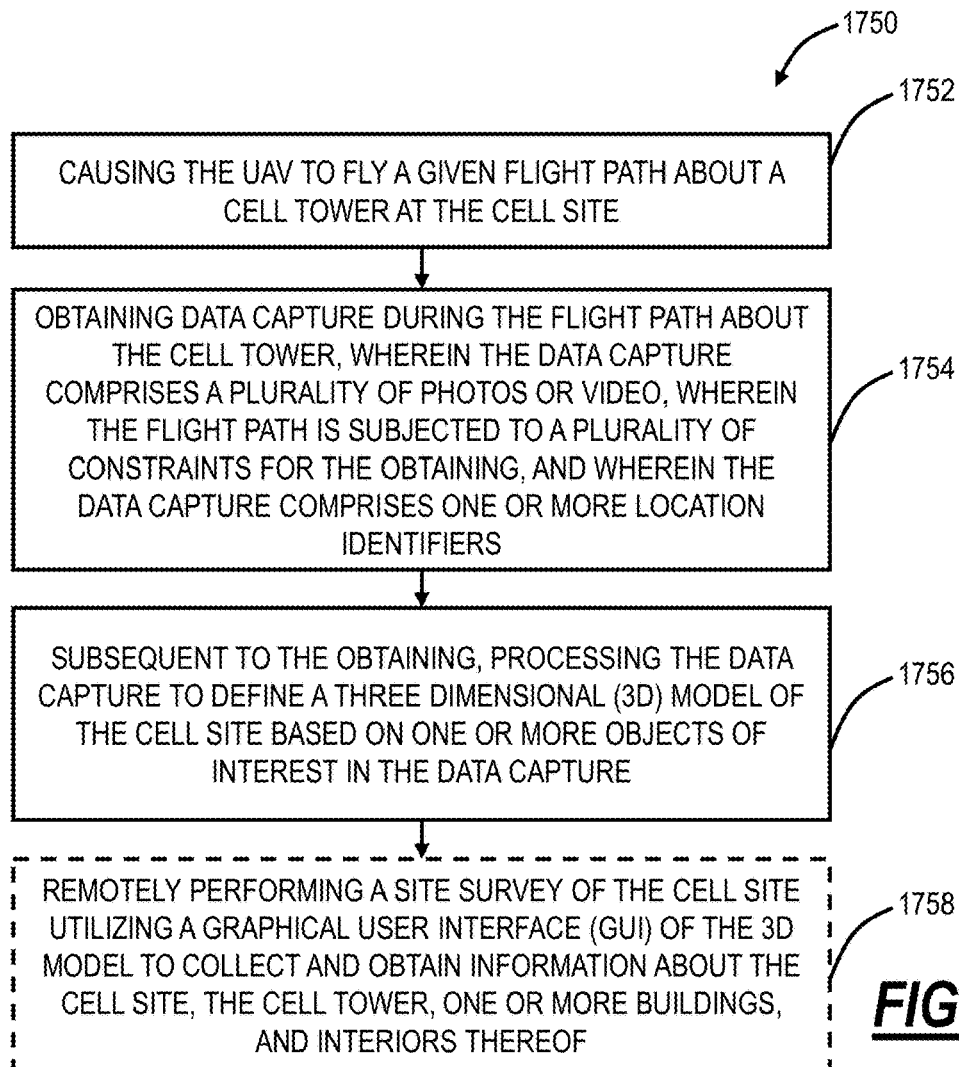 1750
1752
CAUSING THE UAV TO FLY A GIVEN FLIGHT PATH ABOUT A
CELL TOWER AT THE CELL SITE
OBTAINING DATA CAPTURE DURING THE FLIGHT PATH ABOUT
THE CELL TOWER, WHEREIN THE DATA CAPTURE
COMPRISES A PLURALITY OF PHOTOS OR VIDEO, WHEREIN
THE FLIGHT PATH IS SUBJECTED TO A PLURALITY OF
CONSTRAINTS FOR THE OBTAINING, AND WHEREIN THE
DATA CAPTURE COMPRISES ONE OR MORE LOCATION
IDENTIFIERS
1754
SUBSEQUENT TO THE OBTAINING, PROCESSING THE DATA
CAPTURE TO DEFINE A THREE DIMENSIONAL (3D) MODEL OF
THE CELL SITE BASED ON ONE OR MORE OBJECTS OF
INTEREST IN THE DATA CAPTURE
1756
REMOTELY PERFORMING A SITE SURVEY OF THE CELL SITE
UTILIZING A GRAPHICAL USER INTERFACE (GUI) OF THE 3D
MODEL TO COLLECT AND OBTAIN INFORMATION ABOUT THE
CELL SITE, THE CELL TOWER, ONE OR MORE BUILDINGS,
AND INTERIORS THEREOF
1758
FIG